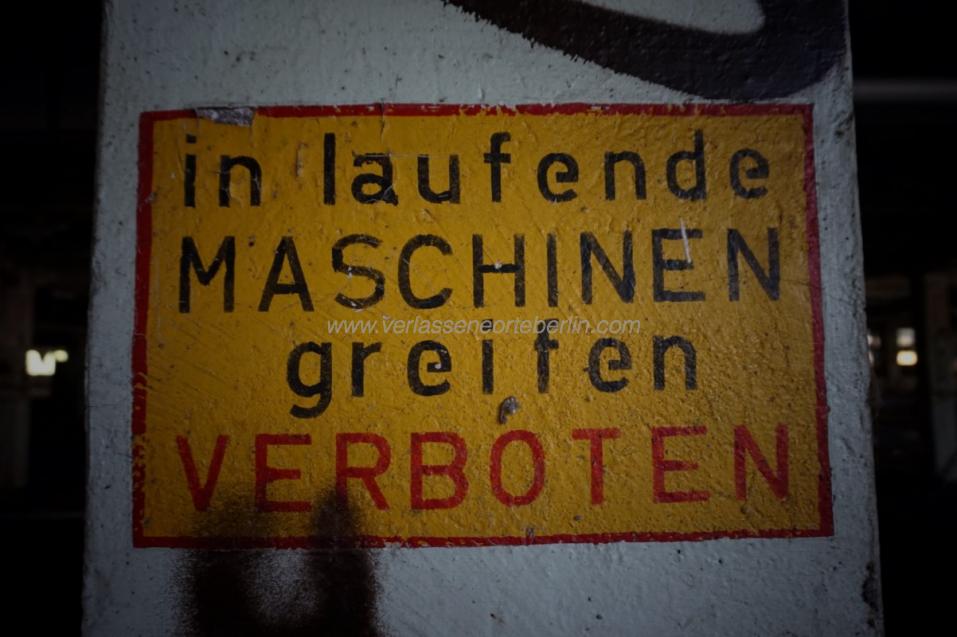 in laufende
MASCHINEN
www.verlasseneorteberlin.com
greifen
VERBOTEN